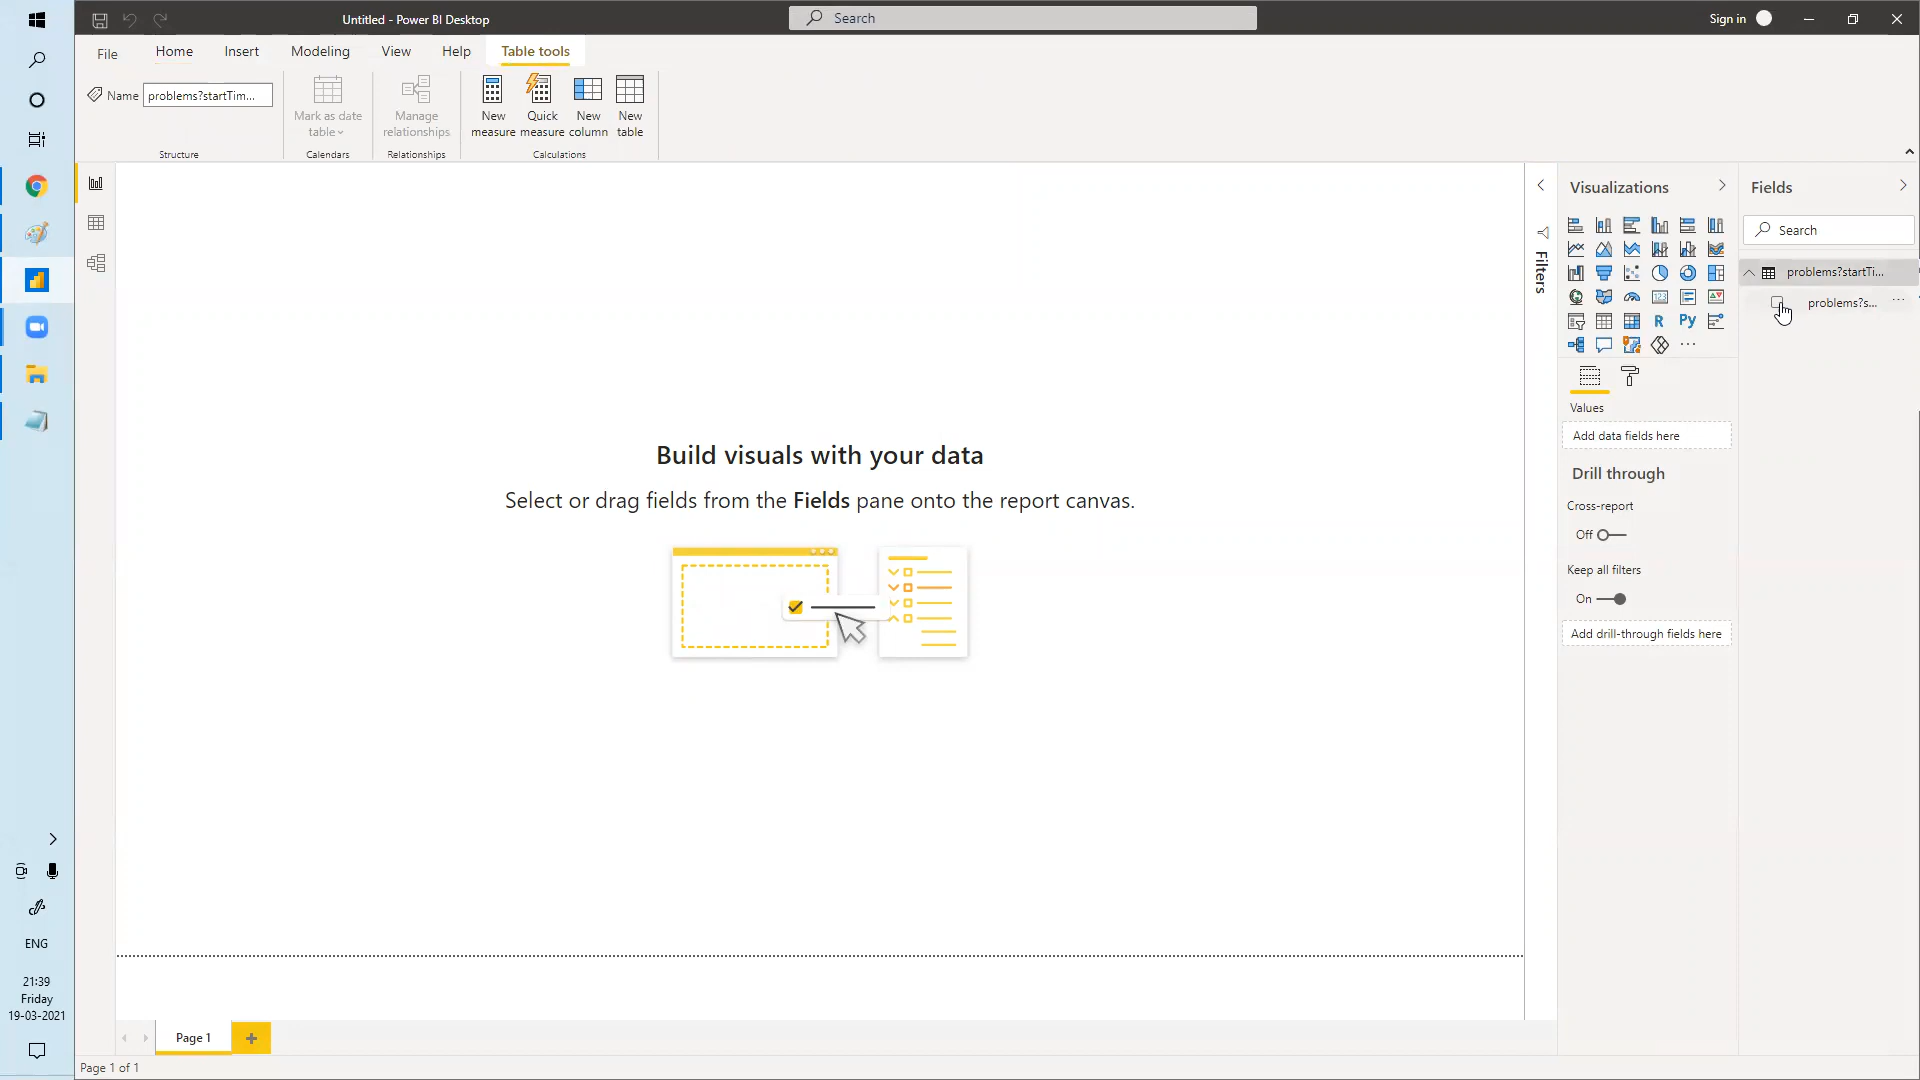 Untitled - Power BI Desktop
Search
Sign in
File
Home
Insert
Modeling
View
Help
Table tools
Name
problems?startTim...
Mark as date
table
Manage
relationships
New
measure
Quick
measure
New
column
New
table
Structure
Calendars
Relationships
Calculations
Filters
Visualizations
123
R
Py
Values
Add data fields here
Drill through
Cross-report
Off
Keep all filters
On
Add drill-through fields here
Fields
Search
problems?startTi...
problems?s...
Build visuals with your data
Select or drag fields from the Fields pane onto the report canvas.
ENG
21:39
Friday
19-03-2021
Page 1
Page 1 of 1